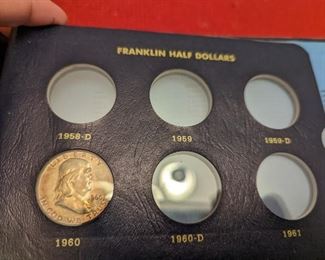 FRANKLIN HALF DOLLARS
1958-D 1959 1959-D
LIBERTY
1960 1960-D 1961